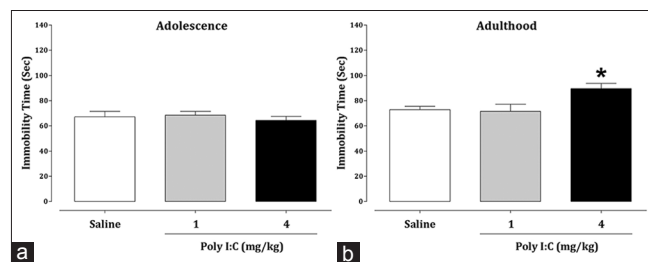 Adolescence
Immobility Time (Sec)
140
120
100
80
60
40
20
0
Saline
1
4
Poly I:C (mg/kg)
a
Adulthood
Immobility Time (Sec)
140
120
100
80
60
40
20
0
*
Saline
1
4
Poly I:C (mg/kg)
b